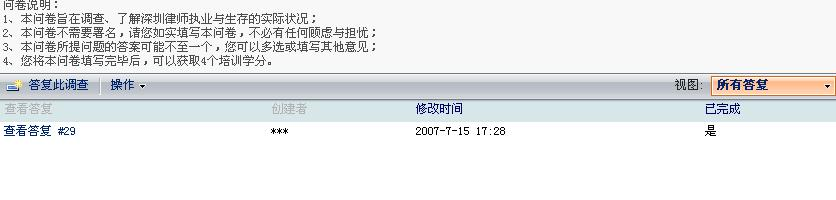 问卷说明：
1、本问卷旨在调查、了解深圳律师执业与生存的实际状况；
2、本问卷不需要署名，请您如实填写本问卷，不必有任何顾虑与担忧；
3、本问卷所提问题的答案可能不至一个，您可以多选或填写其他意见；
4、您将本问卷填写完毕后，可以获取4个培训学分。
答复此调查 操作 视图: 所有答复
查看答复 创建者 修改时间 已完成
查看答复 #29 *** 2007-7-15 17:28 是